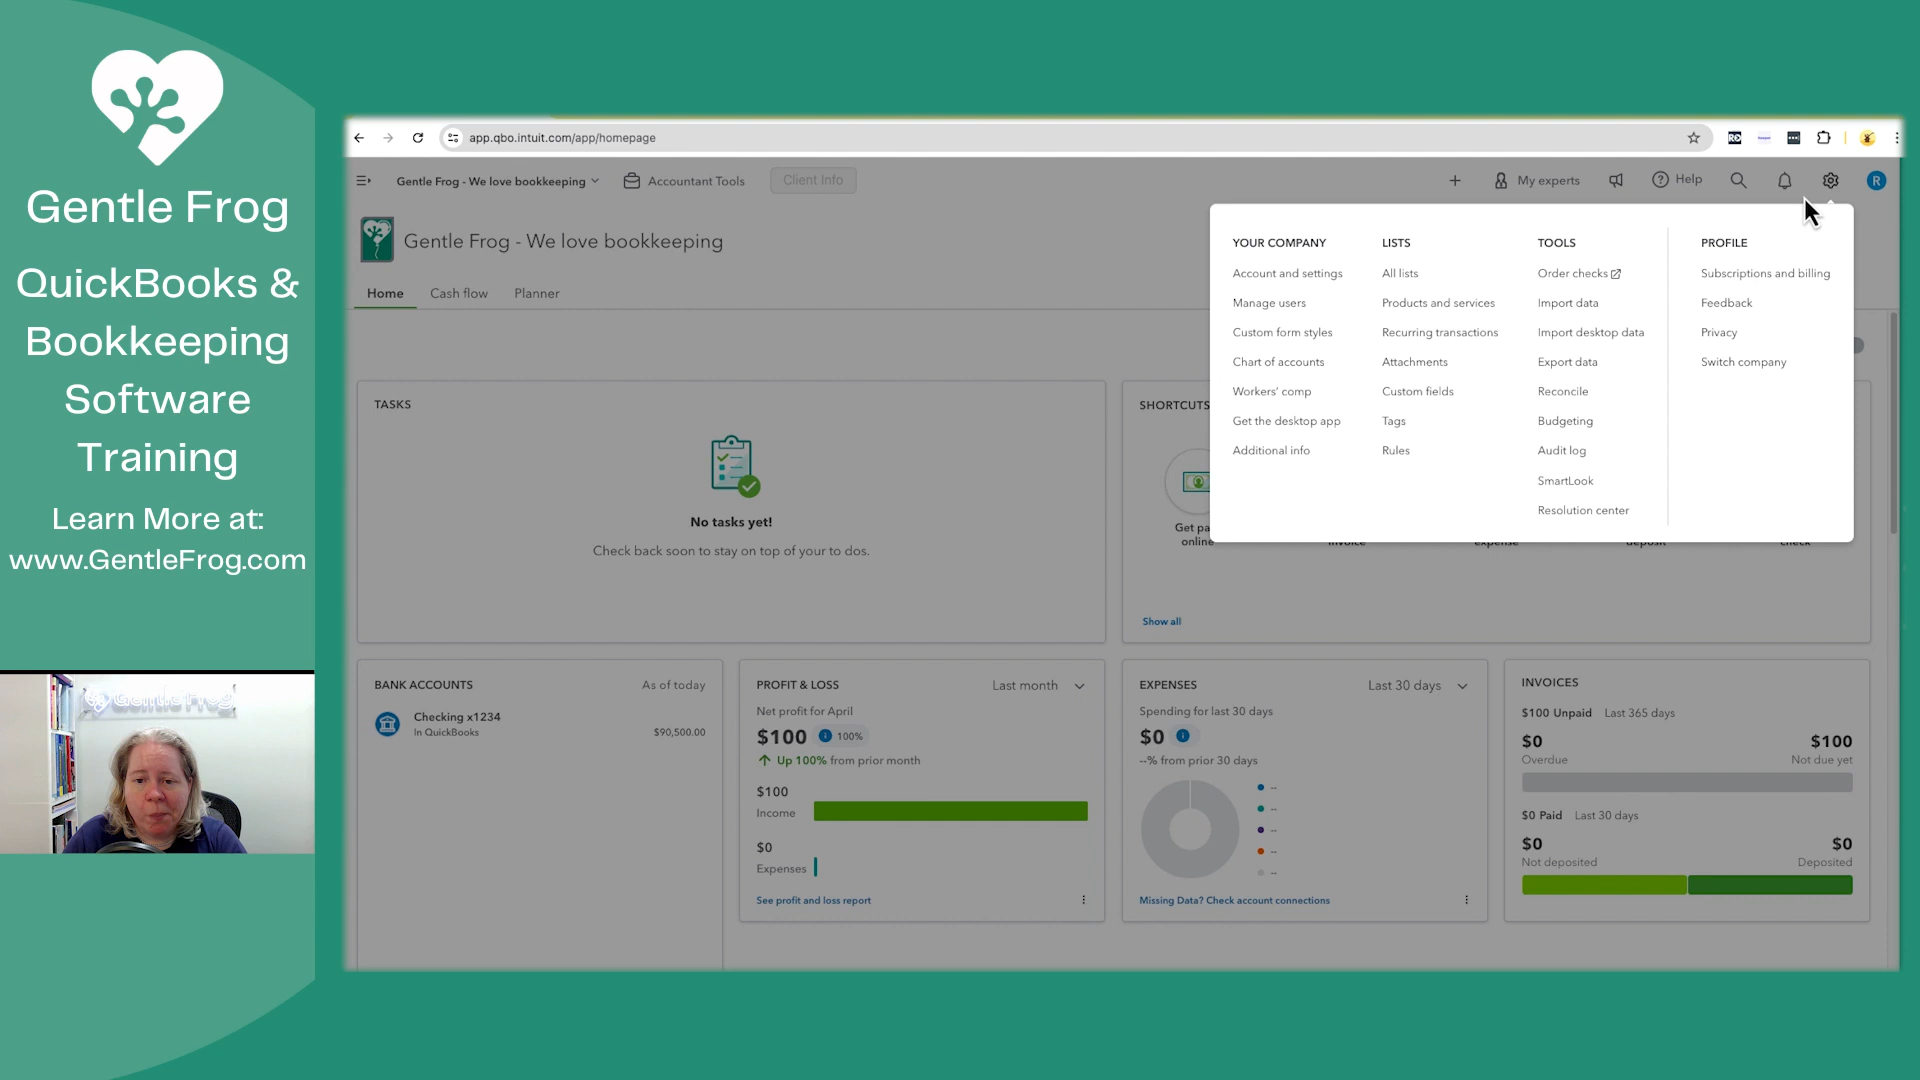 Gentle Frog
QuickBooks &
Bookkeeping
Software
Training
Learn More at:
www.GentleFrog.com
Gentle Frog
app.qbo.intuit.com/app/homepage
Gentle Frog - We love bookkeeping
Accountant Tools
Client Info
My experts
Help
R
Gentle Frog - We love bookkeeping
Home
Cash flow
Planner
YOUR COMPANY
Account and settings
Manage users
Custom form styles
Chart of accounts
Workers' comp
Get the desktop app
Additional info
LISTS
All lists
Products and services
Recurring transactions
Attachments
Custom fields
Tags
Rules
TOOLS
Order checks
Import data
Import desktop data
Export data
Reconcile
Budgeting
Audit log
SmartLook
Resolution center
PROFILE
Subscriptions and billing
Feedback
Privacy
Switch company
TASKS
No tasks yet!
Check back soon to stay on top of your to dos.
SHORTCUTS
Get pa
online
invoice
expense
deposit
check
Show all
BANK ACCOUNTS
As of today
Checking x1234
In QuickBooks
$90,500.00
PROFIT & LOSS
Last month
Net profit for April
$100
100%
Up 100% from prior month
$100
Income
$0
Expenses
See profit and loss report
EXPENSES
Last 30 days
Spending for last 30 days
$0
--% from prior 30 days
--
--
--
--
--
Missing Data? Check account connections
INVOICES
$100 Unpaid Last 365 days
$0 $100
Overdue Not due yet
$0 Paid Last 30 days
$0 $0
Not deposited Deposited